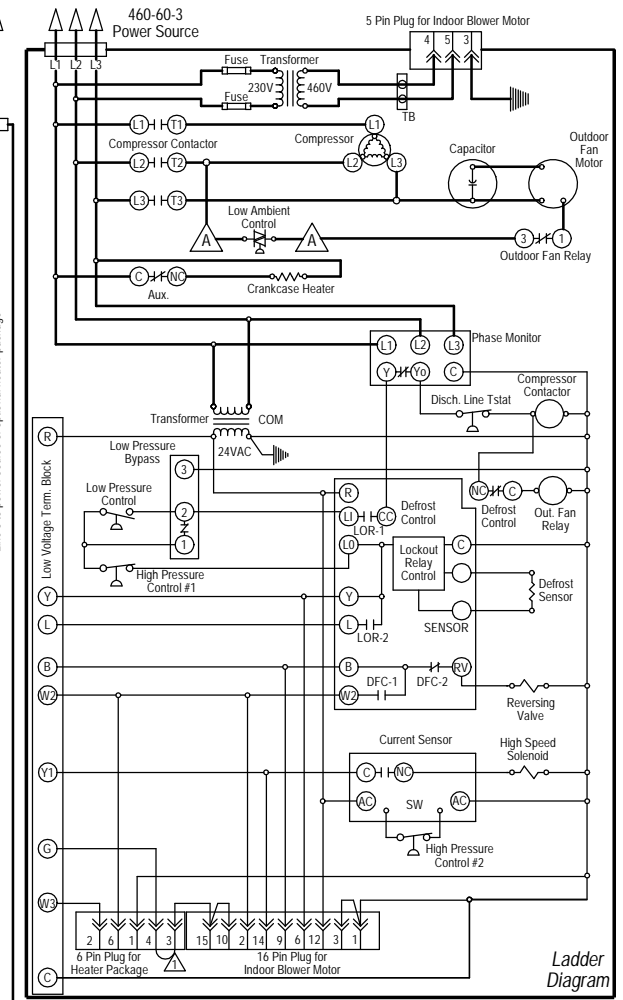 460-60-3
Power Source
5 Pin Plug for Indoor Blower Motor
4 5 3
L1 L2 L3
Fuse Transformer
230V 460V
Fuse
TB
L1 T1
L1
Compressor Contactor
Compressor
L2 T2
L2 L3
Capacitor
Outdoor
Fan
Motor
L3 T3
Low Ambient
Control
A A
3 1
Outdoor Fan Relay
C NC
Aux.
Crankcase Heater
L1 L2 L3
Phase Monitor
Y Yo C
Compressor
Contactor
Disch. Line Tstat
Transformer COM
24VAC
R
Low Pressure
Bypass
3
Low Pressure
Control
2
1
High Pressure
Control #1
Low Voltage Term. Block
R
LI CC
Defrost
Control
LOR-1
L0
NC C
Defrost
Control
Out. Fan
Relay
Lockout
Relay
Control
C
Defrost
Sensor
SENSOR
Y
Y
L
L
LOR-2
B
B
DFC-1 DFC-2
RV
W2
W2
Reversing
Valve
Current Sensor
High Speed
Solenoid
Y1
C NC
AC SW AC
High Pressure
Control #2
G
W3
2 6 1 4 3 15 10 2 14 9 6 12 3 1
6 Pin Plug for
Heater Package
1
16 Pin Plug for
Indoor Blower Motor
C
Ladder
Diagram